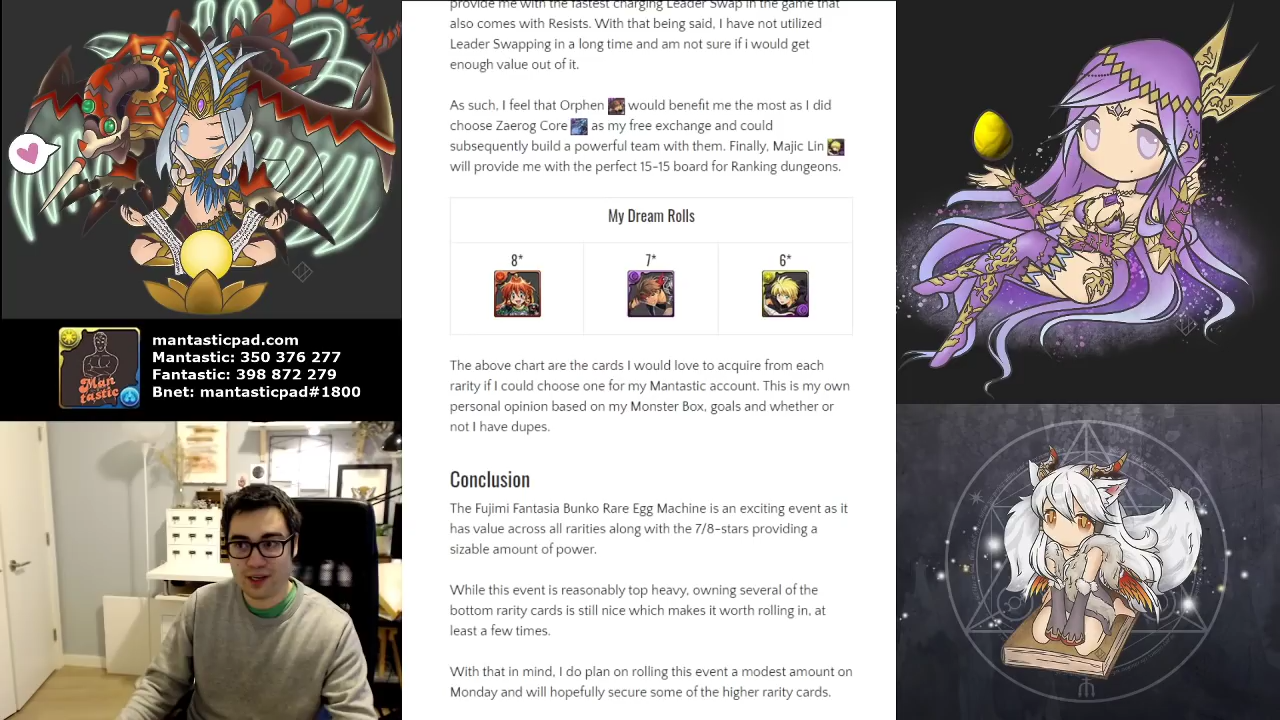 provide me with the fastest charging Leader Swap in the game that
also comes with Resists. With that being said, I have not utilized
Leader Swapping in a long time and am not sure if i would get
enough value out of it.
As such, I feel that Orphen would benefit me the most as I did
choose Zaerog Core as my free exchange and could
subsequently build a powerful team with them. Finally, Majic Lin
will provide me with the perfect 15-15 board for Ranking dungeons.
My Dream Rolls
8* 7* 6*
The above chart are the cards I would love to acquire from each
rarity if I could choose one for my Mantastic account. This is my own
personal opinion based on my Monster Box, goals and whether or
not I have dupes.
Conclusion
The Fujimi Fantasia Bunko Rare Egg Machine is an exciting event as it
has value across all rarities along with the 7/8-stars providing a
sizable amount of power.
While this event is reasonably top heavy, owning several of the
bottom rarity cards is still nice which makes it worth rolling in, at
least a few times.
With that in mind, I do plan on rolling this event a modest amount on
Monday and will hopefully secure some of the higher rarity cards.
Man
tastic
mantasticpad.com
Mantastic: 350 376 277
Fantastic: 398 872 279
Bnet: mantasticpad#1800